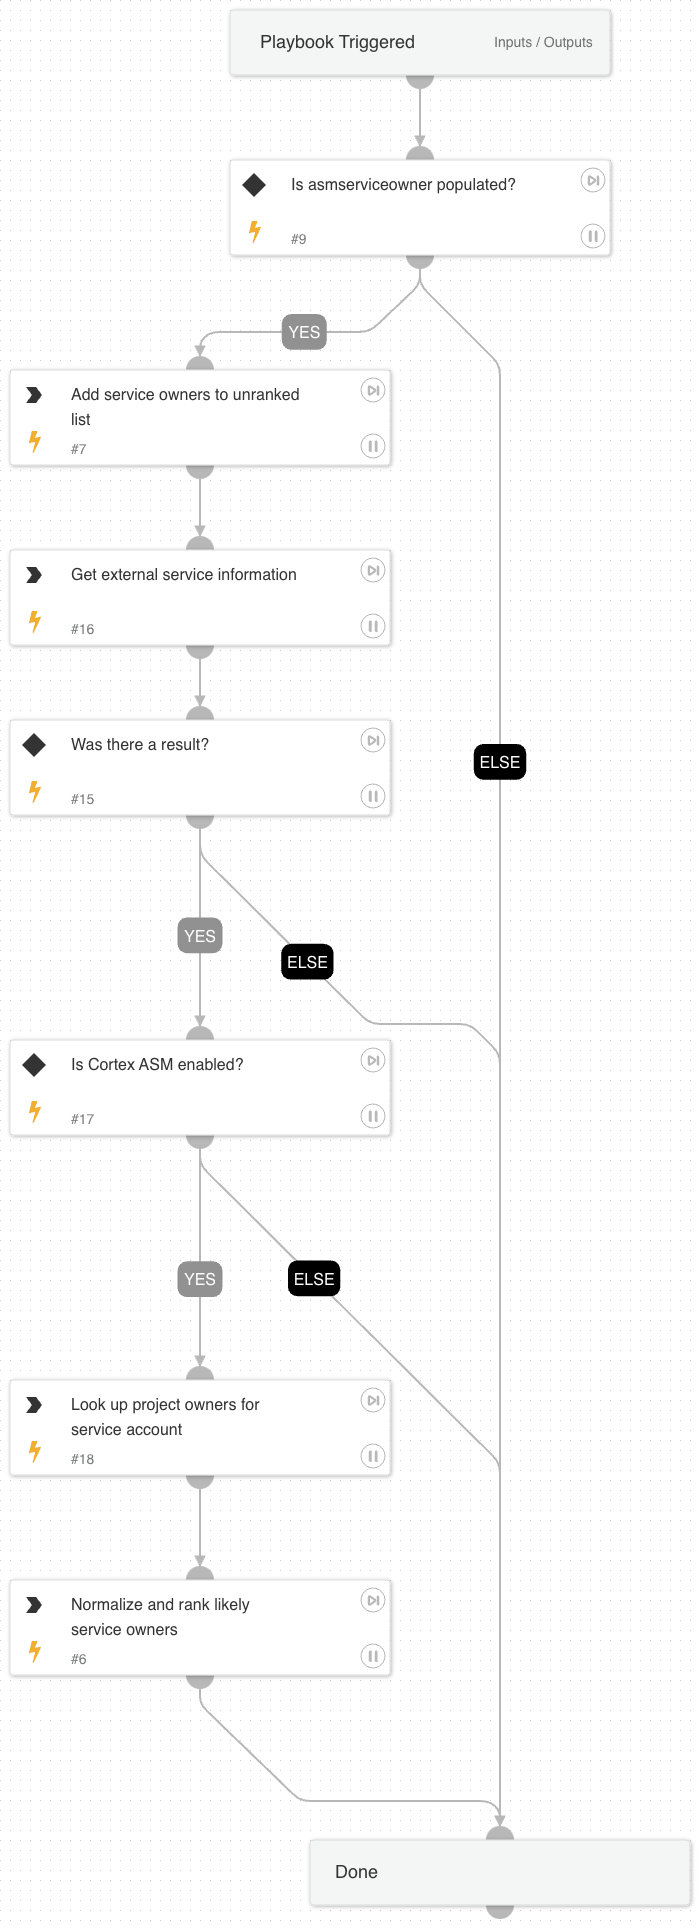 Playbook Triggered
Inputs / Outputs
Is asmserviceowner populated?
#9
YES
Add service owners to unranked
list
#7
Get external service information
#16
Was there a result?
#15
ELSE
YES
ELSE
Is Cortex ASM enabled?
#17
YES
ELSE
Look up project owners for
service account
#18
Normalize and rank likely
service owners
#6
Done